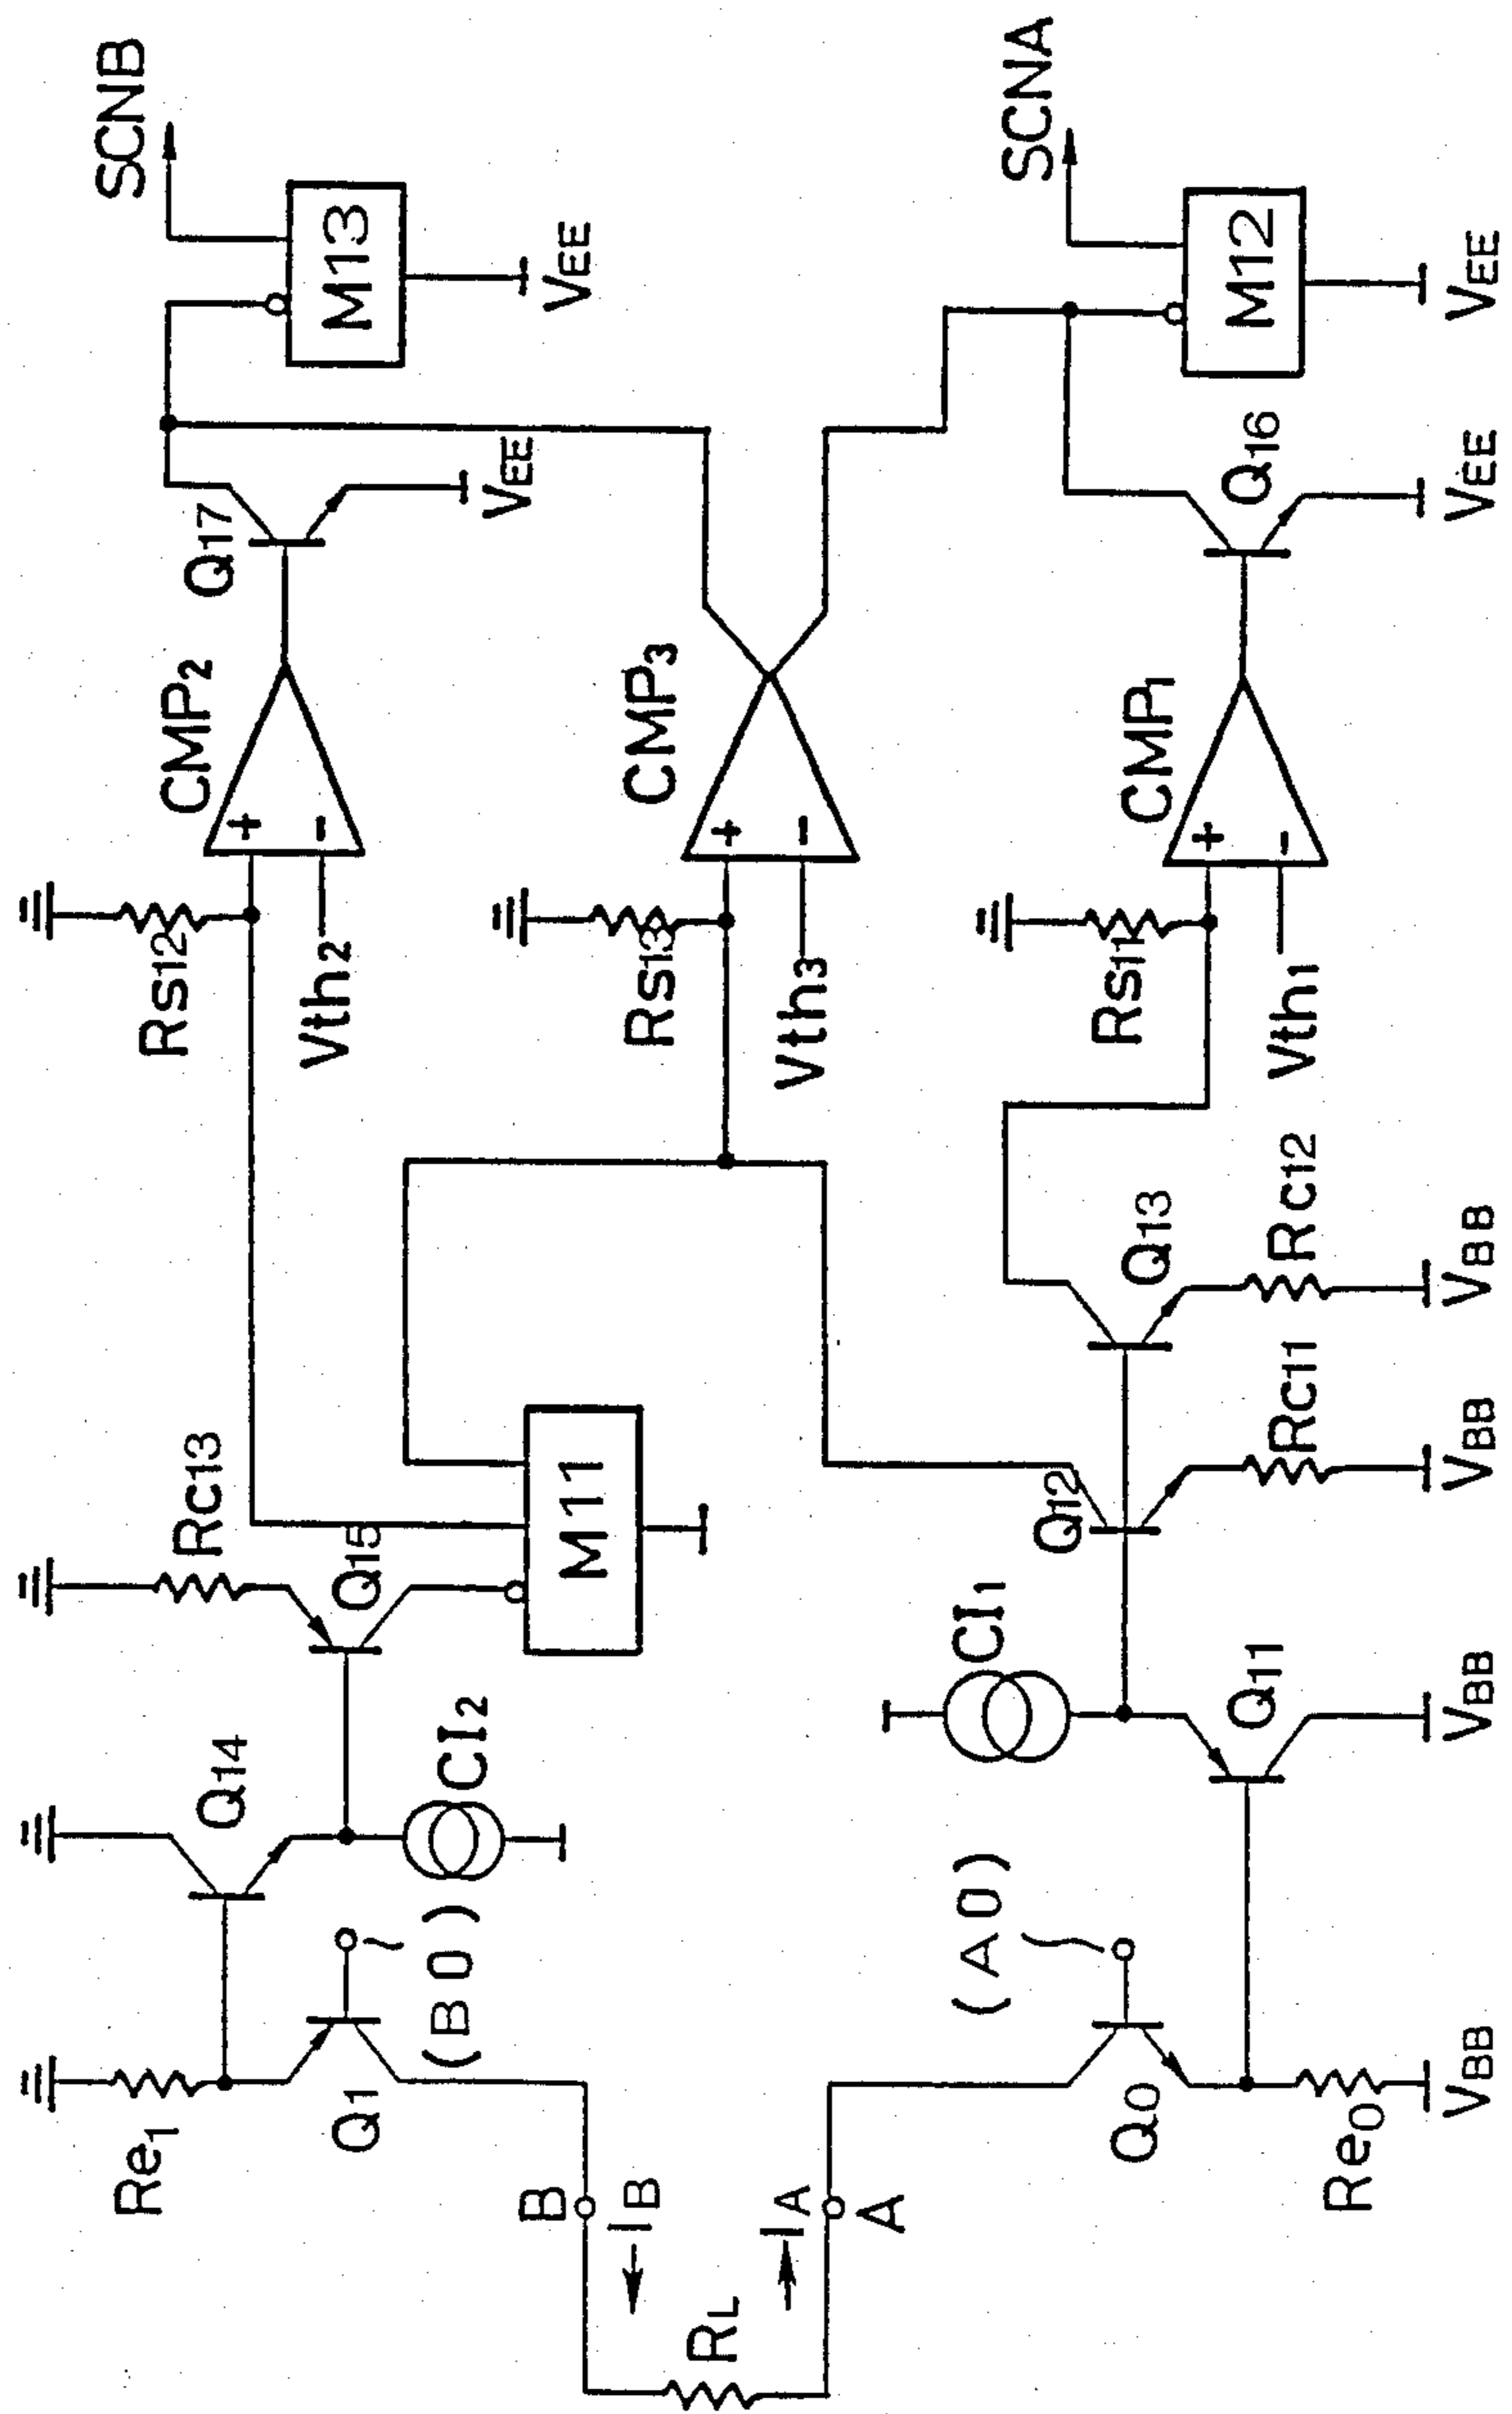 SCNB
M13
VEE
Q17
VEE
CMP2
+
-
Rs12
Vth2
Rc13
Q15
M11
Q14
CI2
Re1
Q1
(B0)
B
IB
RL
IA
A
CMP3
+
-
Rs13
Vth3
SCNA
M12
VEE
Q16
VEE
CMP1
+
-
Rs11
Vth1
Q13
Rc12
VBB
Q12
Rc11
VBB
CI1
Q11
VBB
(A0)
Q0
Re0
VBB